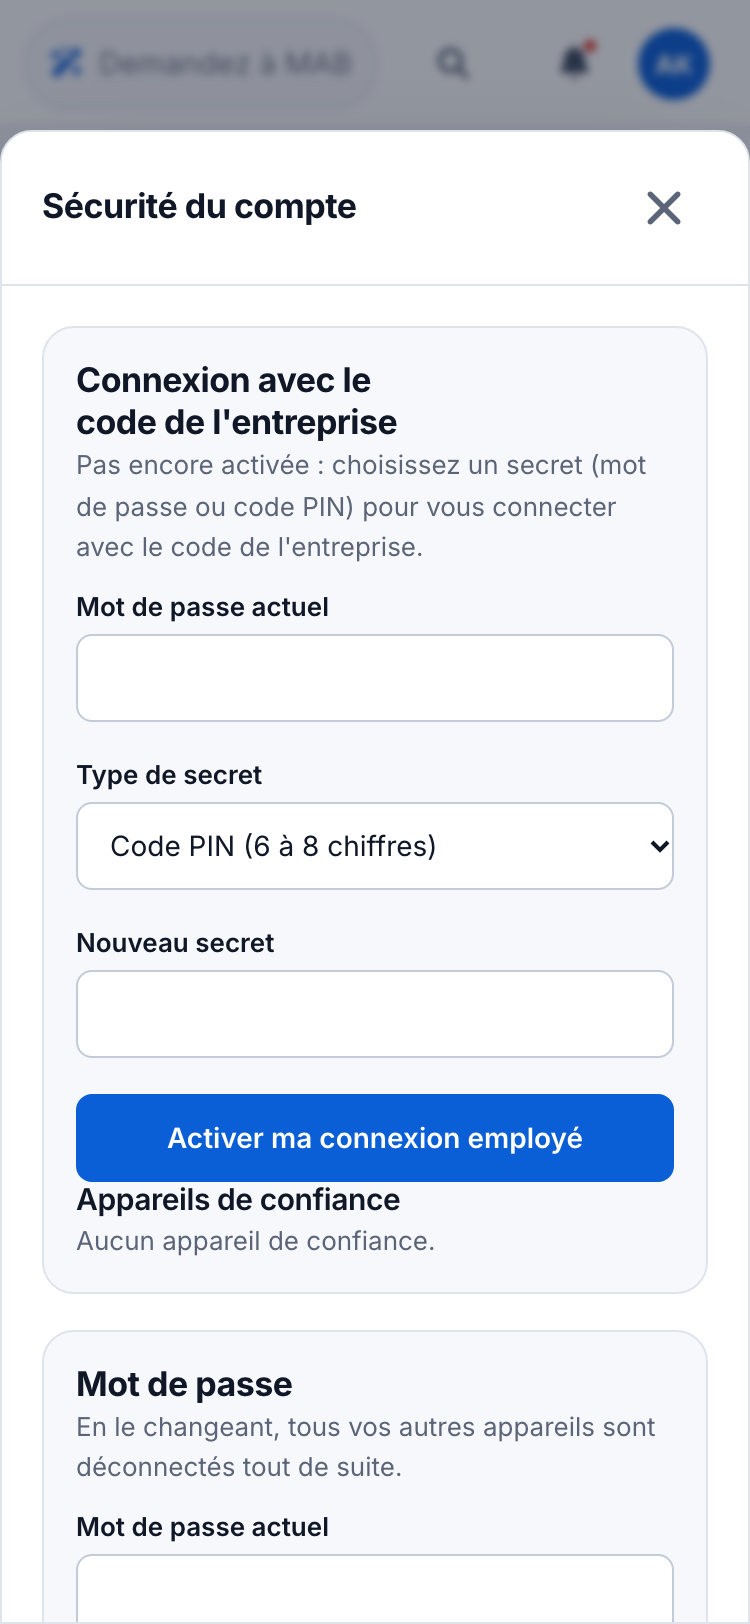 Demandez à MAB
AK
Sécurité du compte
Connexion avec le
code de l'entreprise
Pas encore activée : choisissez un secret (mot
de passe ou code PIN) pour vous connecter
avec le code de l'entreprise.
Mot de passe actuel
Type de secret
Code PIN (6 à 8 chiffres)
Nouveau secret
Activer ma connexion employé
Appareils de confiance
Aucun appareil de confiance.
Mot de passe
En le changeant, tous vos autres appareils sont
déconnectés tout de suite.
Mot de passe actuel